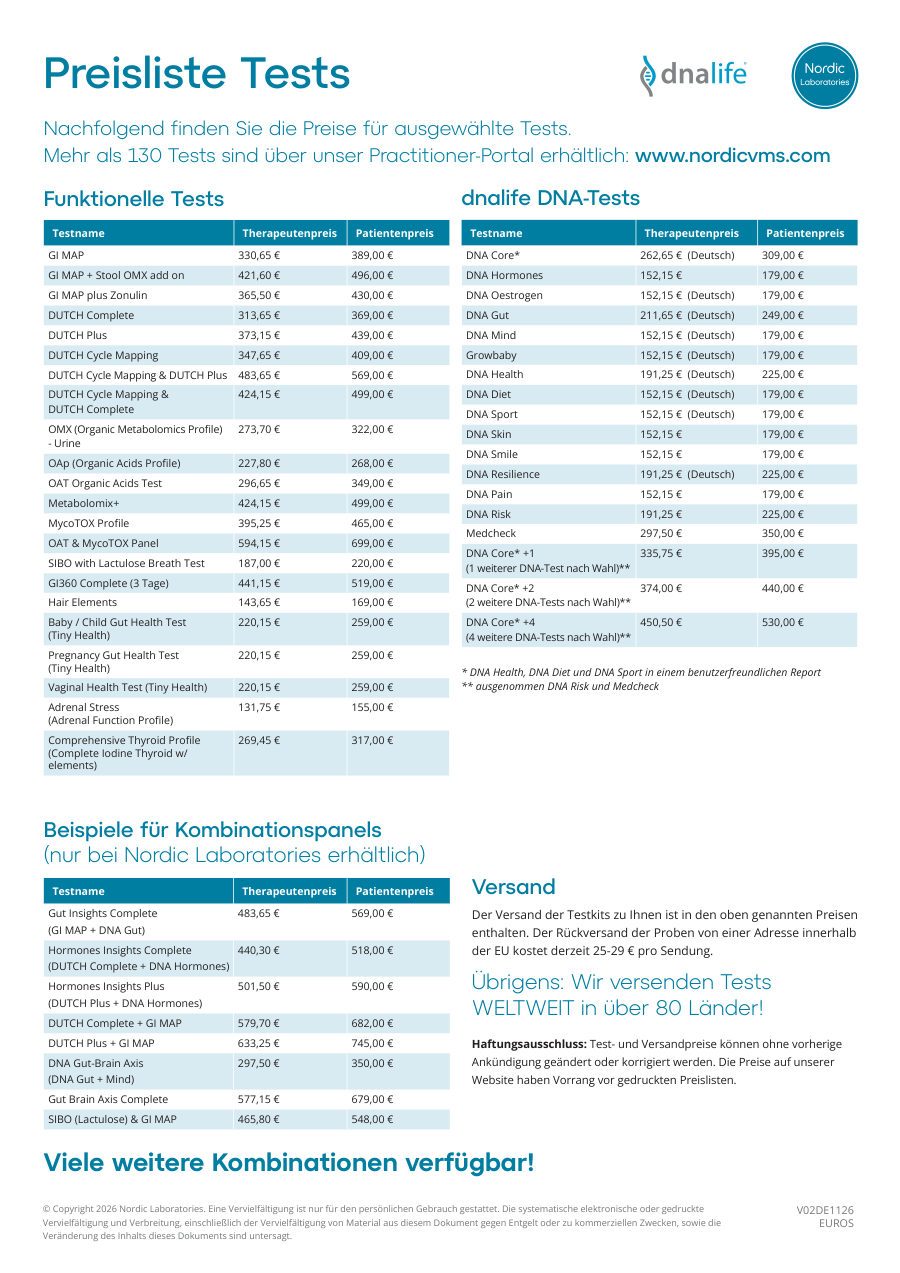 Preisliste Tests
dnalife
Nordic
Laboratories
Nachfolgend finden Sie die Preise für ausgewählte Tests.
Mehr als 130 Tests sind über unser Practitioner-Portal erhältlich: www.nordicvms.com
Funktionelle Tests
Testname Therapeutenpreis Patientenpreis
GI MAP 330,65 € 389,00 €
GI MAP + Stool OMX add on 421,60 € 496,00 €
GI MAP plus Zonulin 365,50 € 430,00 €
DUTCH Complete 313,65 € 369,00 €
DUTCH Plus 373,15 € 439,00 €
DUTCH Cycle Mapping 347,65 € 409,00 €
DUTCH Cycle Mapping & DUTCH Plus 483,65 € 569,00 €
DUTCH Cycle Mapping & 424,15 € 499,00 €
DUTCH Complete
OMX (Organic Metabolomics Profile) 273,70 € 322,00 €
- Urine
OAp (Organic Acids Profile) 227,80 € 268,00 €
OAT Organic Acids Test 296,65 € 349,00 €
Metabolomix+ 424,15 € 499,00 €
MycoTOX Profile 395,25 € 465,00 €
OAT & MycoTOX Panel 594,15 € 699,00 €
SIBO with Lactulose Breath Test 187,00 € 220,00 €
GI360 Complete (3 Tage) 441,15 € 519,00 €
Hair Elements 143,65 € 169,00 €
Baby / Child Gut Health Test 220,15 € 259,00 €
(Tiny Health)
Pregnancy Gut Health Test 220,15 € 259,00 €
(Tiny Health)
Vaginal Health Test (Tiny Health) 220,15 € 259,00 €
Adrenal Stress 131,75 € 155,00 €
(Adrenal Function Profile)
Comprehensive Thyroid Profile 269,45 € 317,00 €
(Complete Iodine Thyroid w/
elements)
dnalife DNA-Tests
Testname Therapeutenpreis Patientenpreis
DNA Core* 262,65 € (Deutsch) 309,00 €
DNA Hormones 152,15 € 179,00 €
DNA Oestrogen 152,15 € (Deutsch) 179,00 €
DNA Gut 211,65 € (Deutsch) 249,00 €
DNA Mind 152,15 € (Deutsch) 179,00 €
Growbaby 152,15 € (Deutsch) 179,00 €
DNA Health 191,25 € (Deutsch) 225,00 €
DNA Diet 152,15 € (Deutsch) 179,00 €
DNA Sport 152,15 € (Deutsch) 179,00 €
DNA Skin 152,15 € 179,00 €
DNA Smile 152,15 € 179,00 €
DNA Resilience 191,25 € (Deutsch) 225,00 €
DNA Pain 152,15 € 179,00 €
DNA Risk 191,25 € 225,00 €
Medcheck 297,50 € 350,00 €
DNA Core* +1 335,75 € 395,00 €
(1 weiterer DNA-Test nach Wahl)**
DNA Core* +2 374,00 € 440,00 €
(2 weitere DNA-Tests nach Wahl)**
DNA Core* +4 450,50 € 530,00 €
(4 weitere DNA-Tests nach Wahl)**
* DNA Health, DNA Diet und DNA Sport in einem benutzerfreundlichen Report
** ausgenommen DNA Risk und Medcheck
Beispiele für Kombinationspanels
(nur bei Nordic Laboratories erhältlich)
Testname Therapeutenpreis Patientenpreis
Gut Insights Complete 483,65 € 569,00 €
(GI MAP + DNA Gut)
Hormones Insights Complete 440,30 € 518,00 €
(DUTCH Complete + DNA Hormones)
Hormones Insights Plus 501,50 € 590,00 €
(DUTCH Plus + DNA Hormones)
DUTCH Complete + GI MAP 579,70 € 682,00 €
DUTCH Plus + GI MAP 633,25 € 745,00 €
DNA Gut-Brain Axis 297,50 € 350,00 €
(DNA Gut + Mind)
Gut Brain Axis Complete 577,15 € 679,00 €
SIBO (Lactulose) & GI MAP 465,80 € 548,00 €
Versand
Der Versand der Testkits zu Ihnen ist in den oben genannten Preisen
enthalten. Der Rückversand der Proben von einer Adresse innerhalb
der EU kostet derzeit 25-29 € pro Sendung.
Übrigens: Wir versenden Tests
WELTWEIT in über 80 Länder!
Haftungsausschluss: Test- und Versandpreise können ohne vorherige
Ankündigung geändert oder korrigiert werden. Die Preise auf unserer
Website haben Vorrang vor gedruckten Preislisten.
Viele weitere Kombinationen verfügbar!
© Copyright 2026 Nordic Laboratories. Eine Vervielfältigung ist nur für den persönlichen Gebrauch gestattet. Die systematische elektronische oder gedruckte
Vervielfältigung und Verbreitung, einschließlich der Vervielfältigung von Material aus diesem Dokument gegen Entgelt oder zu kommerziellen Zwecken, sowie die
Veränderung des Inhalts dieses Dokuments sind untersagt.
V02DE1126
EUROS